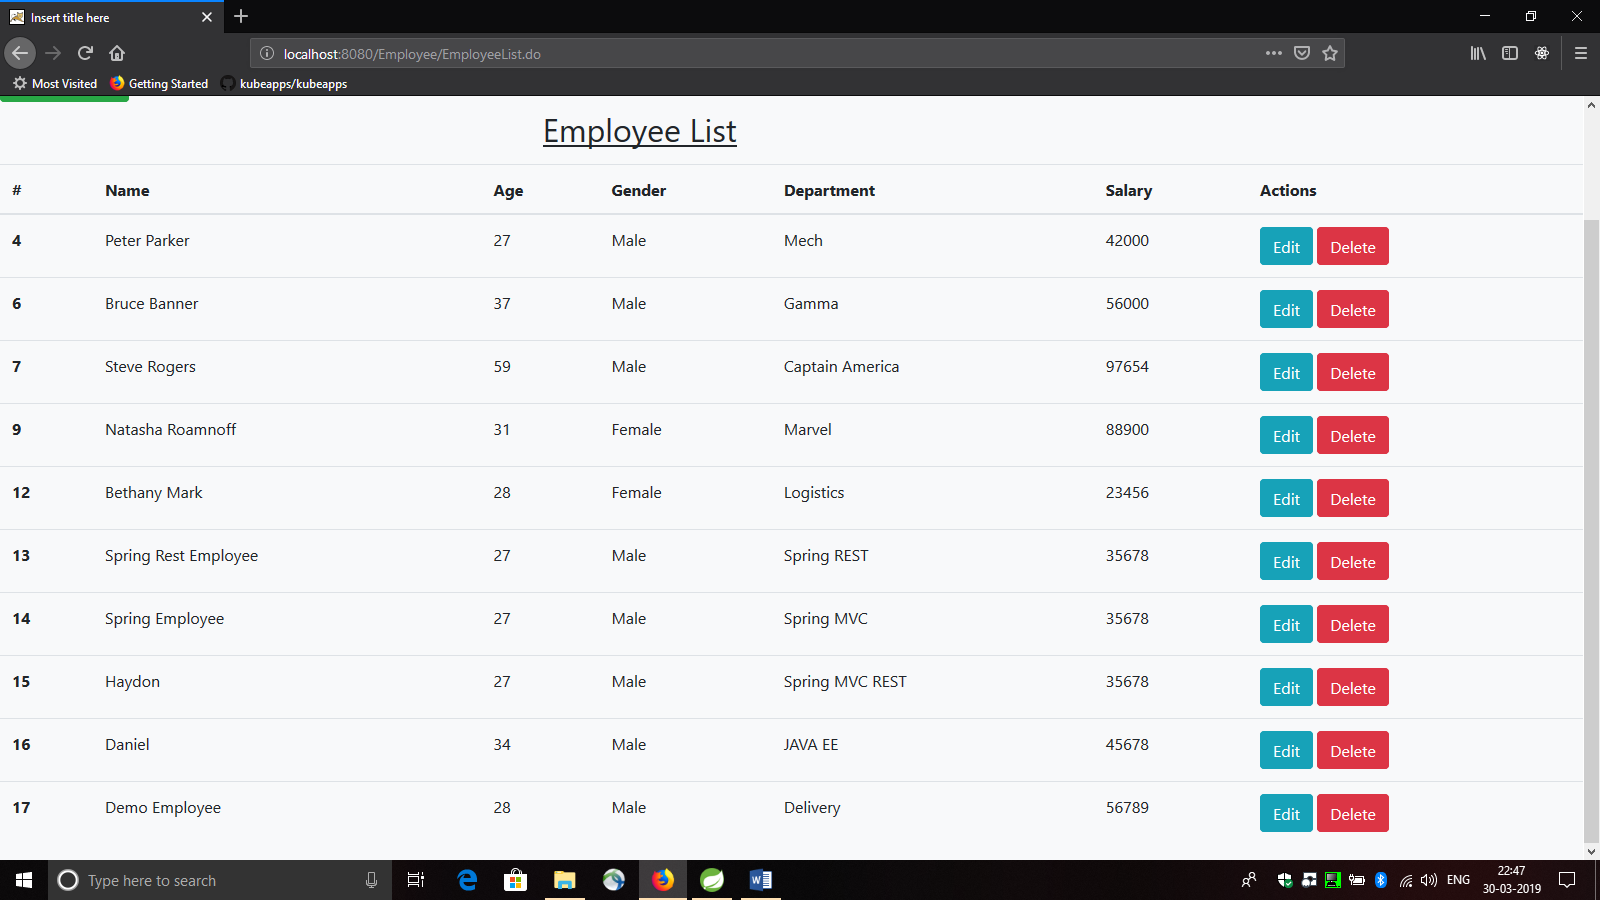 Insert title here
localhost:8080/Employee/EmployeeList.do
Most Visited Getting Started kubeapps/kubeapps
Employee List
# Name Age Gender Department Salary Actions
4 Peter Parker 27 Male Mech 42000 Edit Delete
6 Bruce Banner 37 Male Gamma 56000 Edit Delete
7 Steve Rogers 59 Male Captain America 97654 Edit Delete
9 Natasha Roamnoff 31 Female Marvel 88900 Edit Delete
12 Bethany Mark 28 Female Logistics 23456 Edit Delete
13 Spring Rest Employee 27 Male Spring REST 35678 Edit Delete
14 Spring Employee 27 Male Spring MVC 35678 Edit Delete
15 Haydon 27 Male Spring MVC REST 35678 Edit Delete
16 Daniel 34 Male JAVA EE 45678 Edit Delete
17 Demo Employee 28 Male Delivery 56789 Edit Delete
Type here to search ENG 22:47
30-03-2019